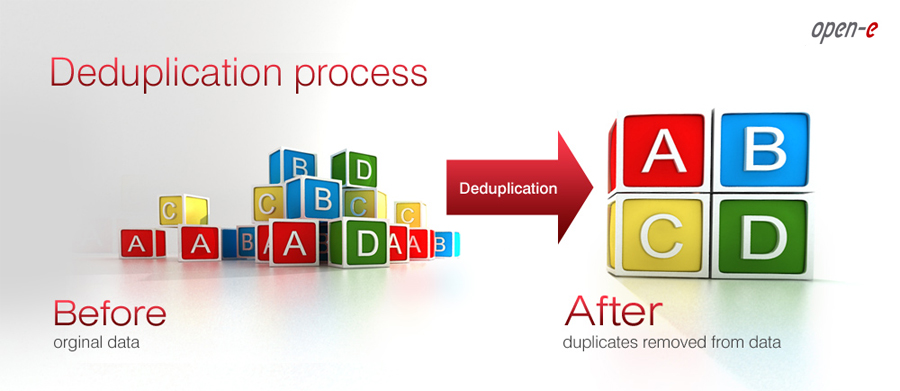 open-e
Deduplication process
B D
C C B C C
A A B A A D A A B
Deduplication
A B
C D
Before
orginal data
After
duplicates removed from data